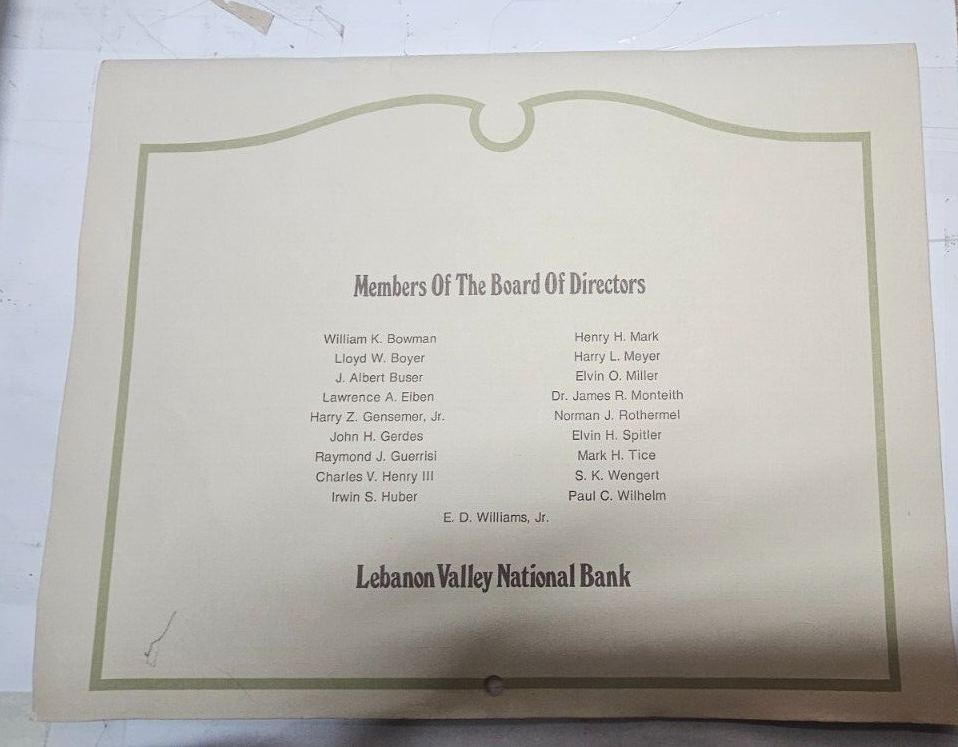 Members Of The Board Of Directors
William K. Bowman
Lloyd W. Boyer
J. Albert Buser
Lawrence A. Eiben
Harry Z. Gensemer, Jr.
John H. Gerdes
Raymond J. Guerrisi
Charles V. Henry III
Irwin S. Huber
Henry H. Mark
Harry L. Meyer
Elvin O. Miller
Dr. James R. Monteith
Norman J. Rothermel
Elvin H. Spitler
Mark H. Tice
S. K. Wengert
Paul C. Wilhelm
E. D. Williams, Jr.
Lebanon Valley National Bank